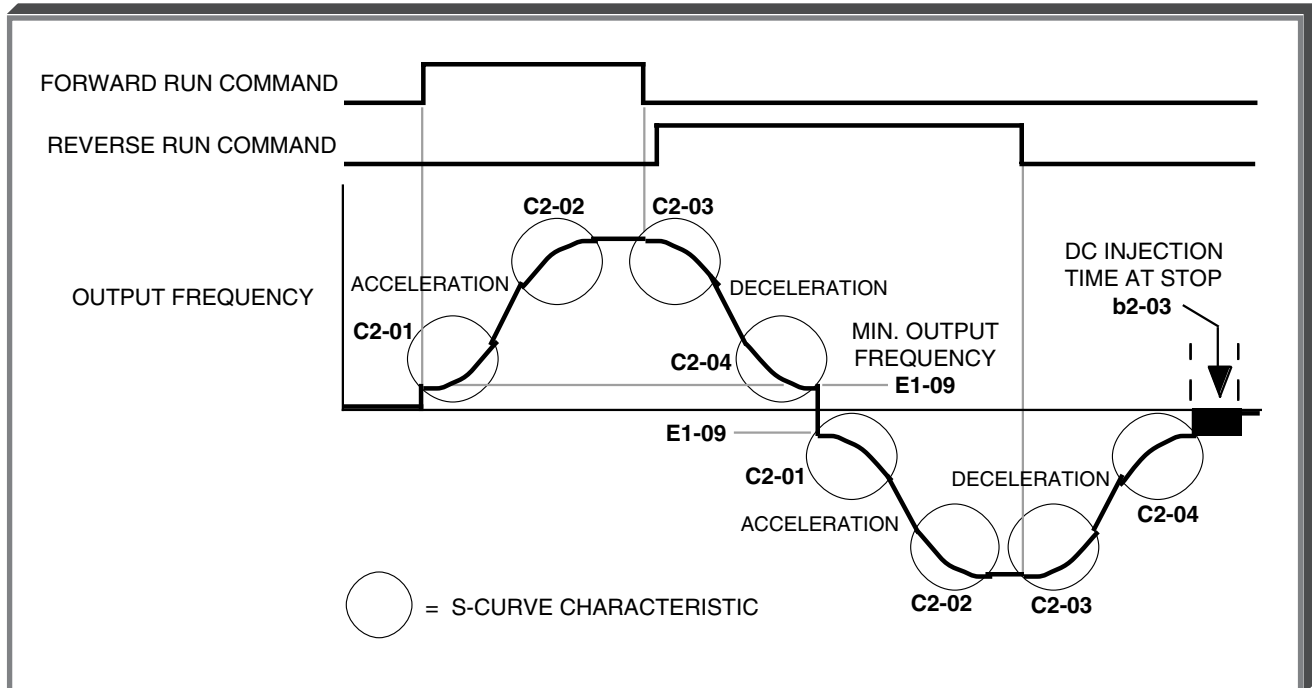 FORWARD RUN COMMAND
REVERSE RUN COMMAND
C2-02
C2-03
DC INJECTION
TIME AT STOP
b2-03
ACCELERATION
DECELERATION
OUTPUT FREQUENCY
C2-01
C2-04
MIN. OUTPUT
FREQUENCY
E1-09
E1-09
C2-01
DECELERATION
C2-04
ACCELERATION
C2-02
C2-03
= S-CURVE CHARACTERISTIC